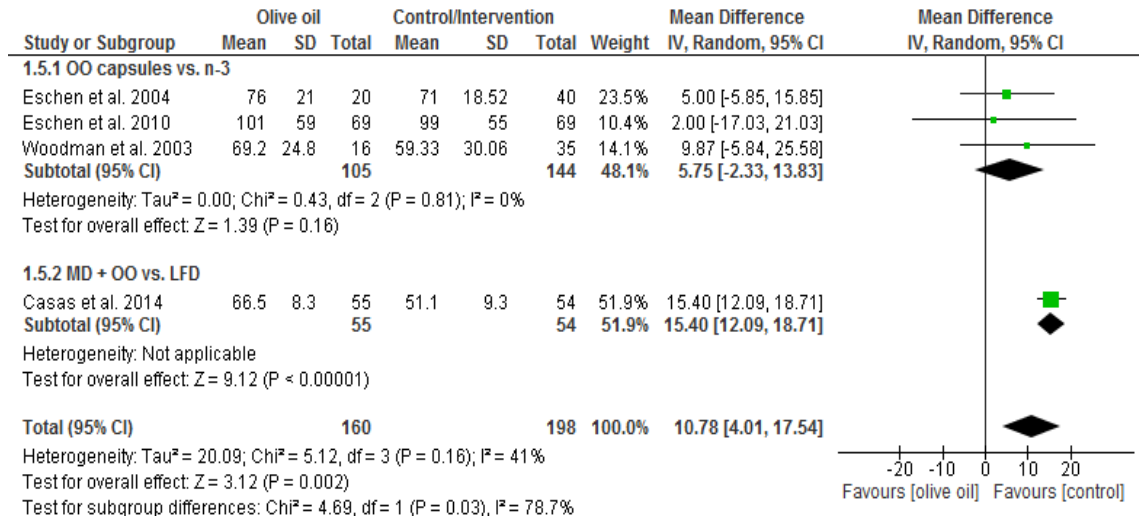 Olive oil Control/Intervention Mean Difference Mean Difference
Study or Subgroup Mean SD Total Mean SD Total Weight IV, Random, 95% CI IV, Random, 95% CI
1.5.1 OO capsules vs. n-3
Eschen et al. 2004 76 21 20 71 18.52 40 23.5% 5.00 [-5.85, 15.85]
Eschen et al. 2010 101 59 69 99 55 69 10.4% 2.00 [-17.03, 21.03]
Woodman et al. 2003 69.2 24.8 16 59.33 30.06 35 14.1% 9.87 [-5.84, 25.58]
Subtotal (95% CI) 105 144 48.1% 5.75 [-2.33, 13.83]
Heterogeneity: Tau² = 0.00; Chi² = 0.43, df = 2 (P = 0.81); I² = 0%
Test for overall effect: Z = 1.39 (P = 0.16)
1.5.2 MD + OO vs. LFD
Casas et al. 2014 66.5 8.3 55 51.1 9.3 54 51.9% 15.40 [12.09, 18.71]
Subtotal (95% CI) 55 54 51.9% 15.40 [12.09, 18.71]
Heterogeneity: Not applicable
Test for overall effect: Z = 9.12 (P < 0.00001)
Total (95% CI) 160 198 100.0% 10.78 [4.01, 17.54]
Heterogeneity: Tau² = 20.09; Chi² = 5.12, df = 3 (P = 0.16); I² = 41%
Test for overall effect: Z = 3.12 (P = 0.002)
Test for subgroup differences: Chi² = 4.69, df = 1 (P = 0.03), I² = 78.7%
-20 -10 0 10 20
Favours [olive oil] Favours [control]